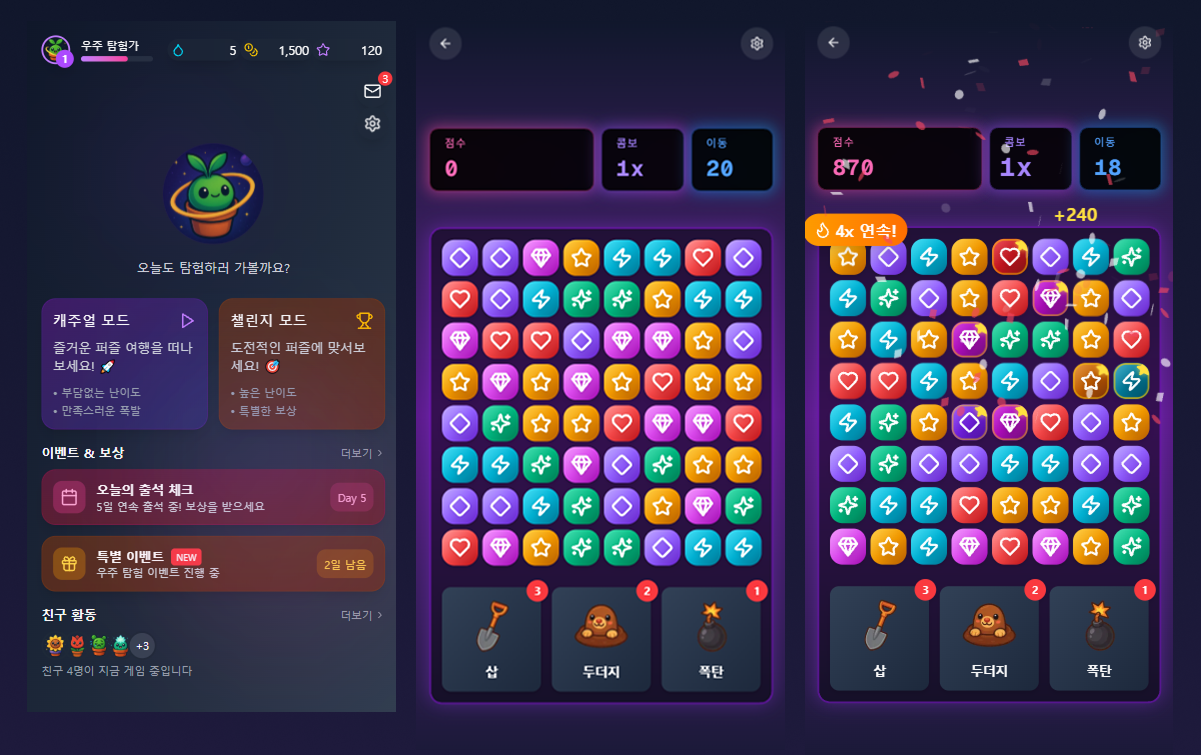 우주 탐험가
1
5
1,500
120
3
오늘도 탐험하러 가볼까요?
캐주얼 모드
즐거운 퍼즐 여행을 떠나
보세요! 🚀
• 부담없는 난이도
• 만족스러운 폭발
챌린지 모드
도전적인 퍼즐에 맞서보
세요! 🎯
• 높은 난이도
• 특별한 보상
이벤트 & 보상
더보기 >
오늘의 출석 체크
5일 연속 출석 중! 보상을 받으세요
Day 5
특별 이벤트 NEW
우주 탐험 이벤트 진행 중
2일 남음
친구 활동
더보기 >
+3
친구 4명이 지금 게임 중입니다
점수
0
콤보
1x
이동
20
3
2
1
삽
두더지
폭탄
점수
870
콤보
1x
이동
18
+240
4x 연속!
3
2
1
삽
두더지
폭탄